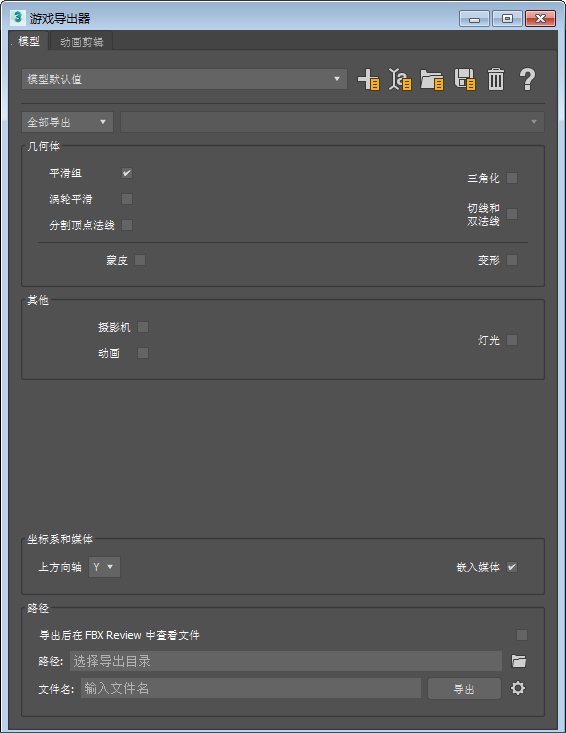 3 游戏导出器
模型 动画剪辑
模型默认值
全部导出
几何体
平滑组
三角化
涡轮平滑
切线和
双法线
分割顶点法线
蒙皮 变形
其他
摄影机
灯光
动画
坐标系和媒体
上方向轴 Y 嵌入媒体
路径
导出后在 FBX Review 中查看文件
路径: 选择导出目录
文件名: 输入文件名 导出